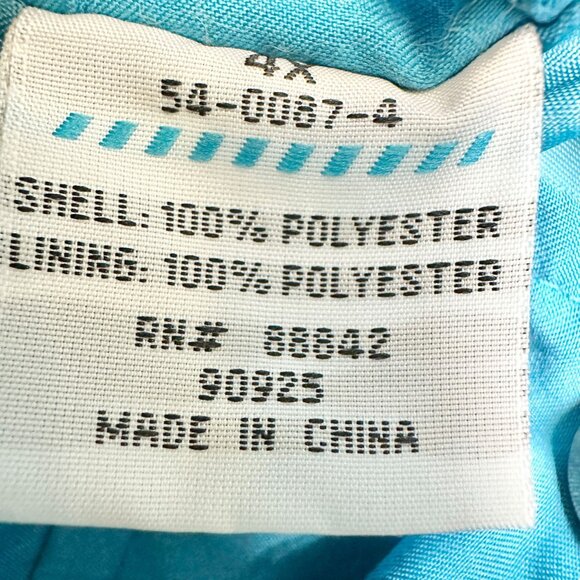 4X
54-0087-4
SHELL: 100% POLYESTER
LINING: 100% POLYESTER
RN# 88842
90925
MADE IN CHINA